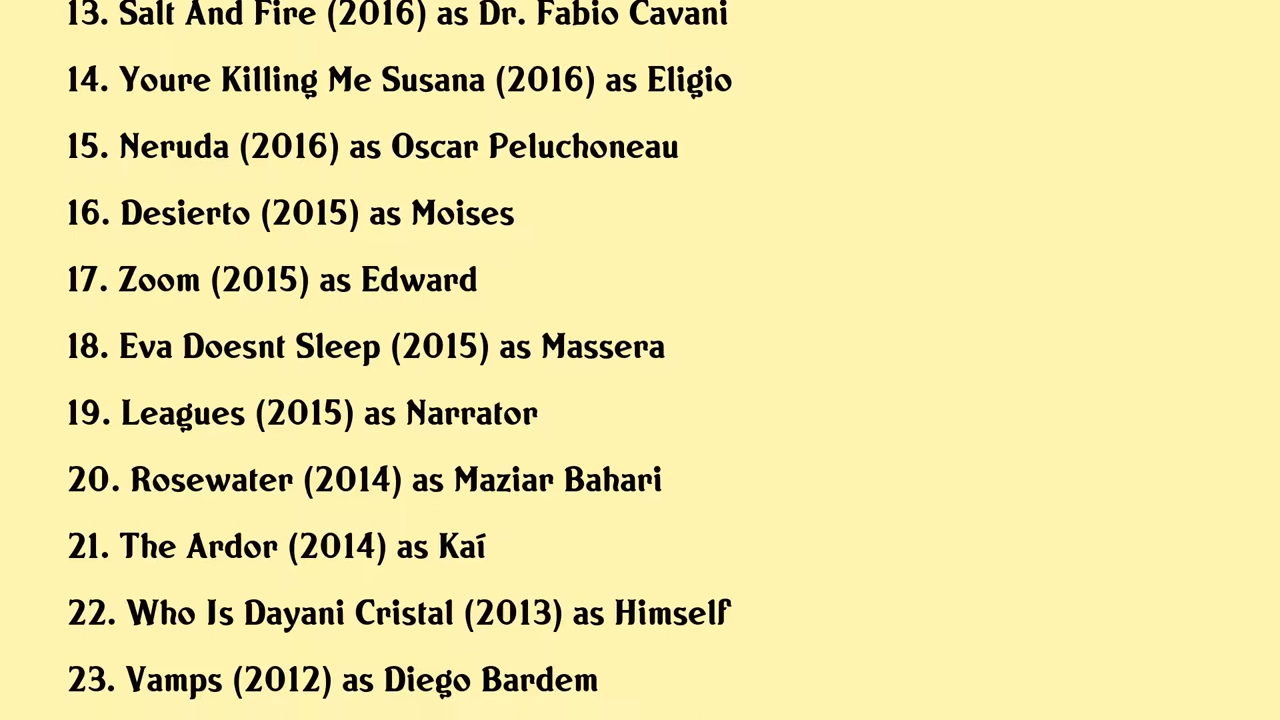 13. Salt And Fire (2016) as Dr. Fabio Cavani
14. Youre Killing Me Susana (2016) as Eligio
15. Neruda (2016) as Oscar Peluchoneau
16. Desierto (2015) as Moises
17. Zoom (2015) as Edward
18. Eva Doesnt Sleep (2015) as Massera
19. Leagues (2015) as Narrator
20. Rosewater (2014) as Maziar Bahari
21. The Ardor (2014) as Kaí
22. Who Is Dayani Cristal (2013) as Himself
23. Vamps (2012) as Diego Bardem